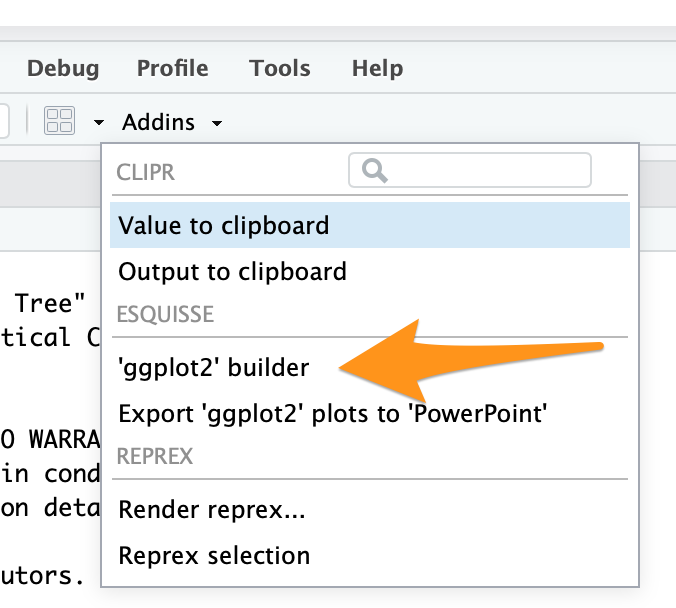 Debug Profile Tools Help
Addins
CLIPR
Value to clipboard
Output to clipboard
Tree"
ESQUISSE
tical C
'ggplot2' builder
Export 'ggplot2' plots to 'PowerPoint'
O WARRA
REPREX
in cond
on deta
Render reprex...
Reprex selection
utors.